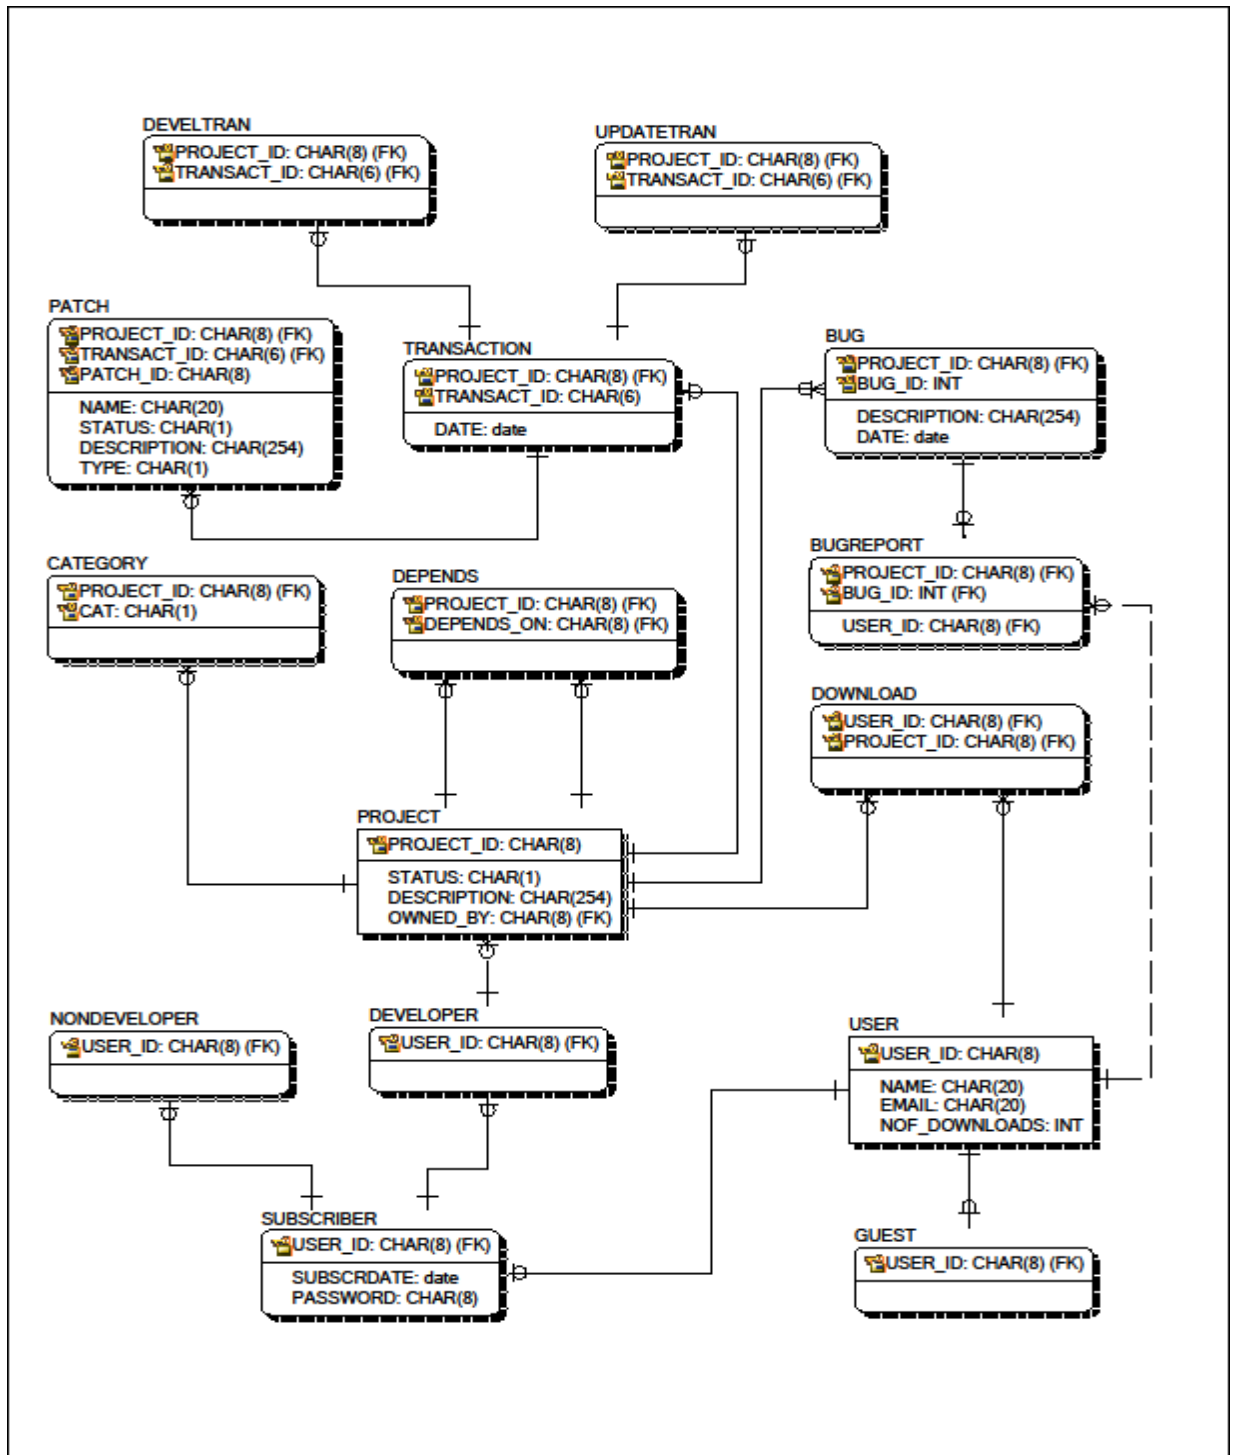 DEVELTRAN
PROJECT_ID: CHAR(8) (FK)
TRANSACT_ID: CHAR(6) (FK)
UPDATETRAN
PROJECT_ID: CHAR(8) (FK)
TRANSACT_ID: CHAR(6) (FK)
PATCH
PROJECT_ID: CHAR(8) (FK)
TRANSACT_ID: CHAR(6) (FK)
PATCH_ID: CHAR(8)
NAME: CHAR(20)
STATUS: CHAR(1)
DESCRIPTION: CHAR(254)
TYPE: CHAR(1)
TRANSACTION
PROJECT_ID: CHAR(8) (FK)
TRANSACT_ID: CHAR(6)
DATE: date
BUG
PROJECT_ID: CHAR(8) (FK)
BUG_ID: INT
DESCRIPTION: CHAR(254)
DATE: date
CATEGORY
PROJECT_ID: CHAR(8) (FK)
CAT: CHAR(1)
DEPENDS
PROJECT_ID: CHAR(8) (FK)
DEPENDS_ON: CHAR(8) (FK)
BUGREPORT
PROJECT_ID: CHAR(8) (FK)
BUG_ID: INT (FK)
USER_ID: CHAR(8) (FK)
DOWNLOAD
USER_ID: CHAR(8) (FK)
PROJECT_ID: CHAR(8) (FK)
PROJECT
PROJECT_ID: CHAR(8)
STATUS: CHAR(1)
DESCRIPTION: CHAR(254)
OWNED_BY: CHAR(8) (FK)
NONDEVELOPER
USER_ID: CHAR(8) (FK)
DEVELOPER
USER_ID: CHAR(8) (FK)
USER
USER_ID: CHAR(8)
NAME: CHAR(20)
EMAIL: CHAR(20)
NOF_DOWNLOADS: INT
SUBSCRIBER
USER_ID: CHAR(8) (FK)
SUBSCRDATE: date
PASSWORD: CHAR(8)
GUEST
USER_ID: CHAR(8) (FK)